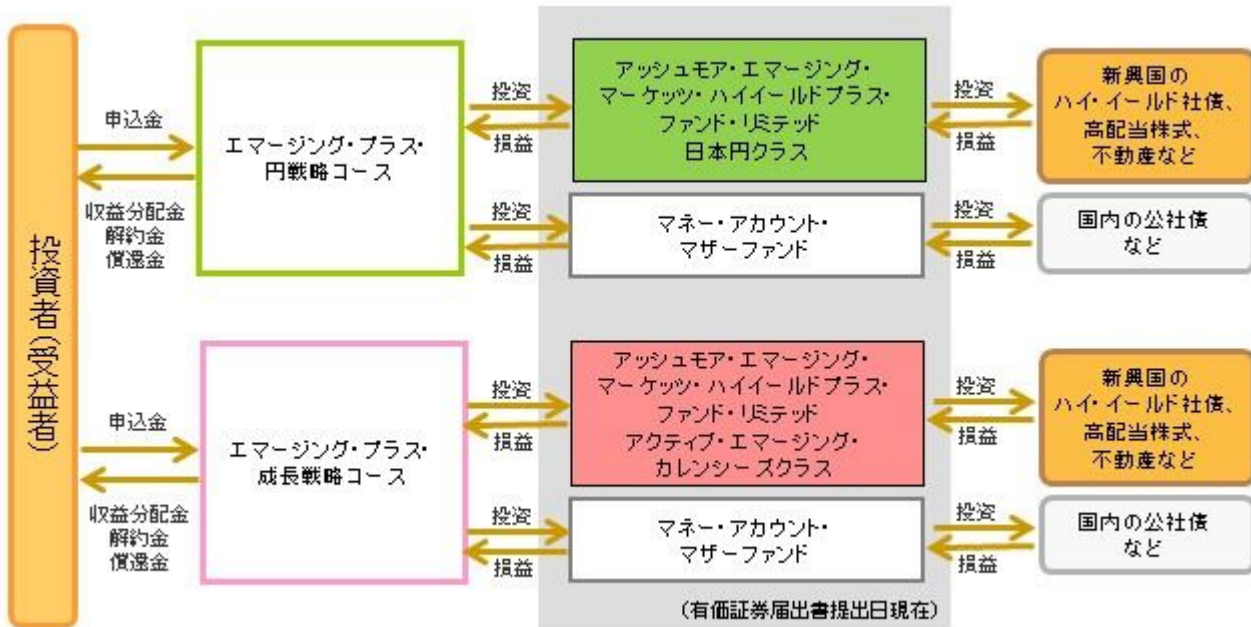 投資者(受益者)
申込金
収益分配金
解約金
償還金
エマージング・プラス・
円戦略コース
投資
損益
アッシュモア・エマージング・
マーケッツ・ハイイールドプラス・
ファンド・リミテッド
日本円クラス
投資
損益
新興国の
ハイ・イールド社債、
高配当株式、
不動産など
投資
損益
マネー・アカウント・
マザーファンド
投資
損益
国内の公社債
など
申込金
収益分配金
解約金
償還金
エマージング・プラス・
成長戦略コース
投資
損益
アッシュモア・エマージング・
マーケッツ・ハイイールドプラス・
ファンド・リミテッド
アクティブ・エマージング・
カレンシーズクラス
投資
損益
新興国の
ハイ・イールド社債、
高配当株式、
不動産など
投資
損益
マネー・アカウント・
マザーファンド
投資
損益
国内の公社債
など
(有価証券届出書提出日現在)